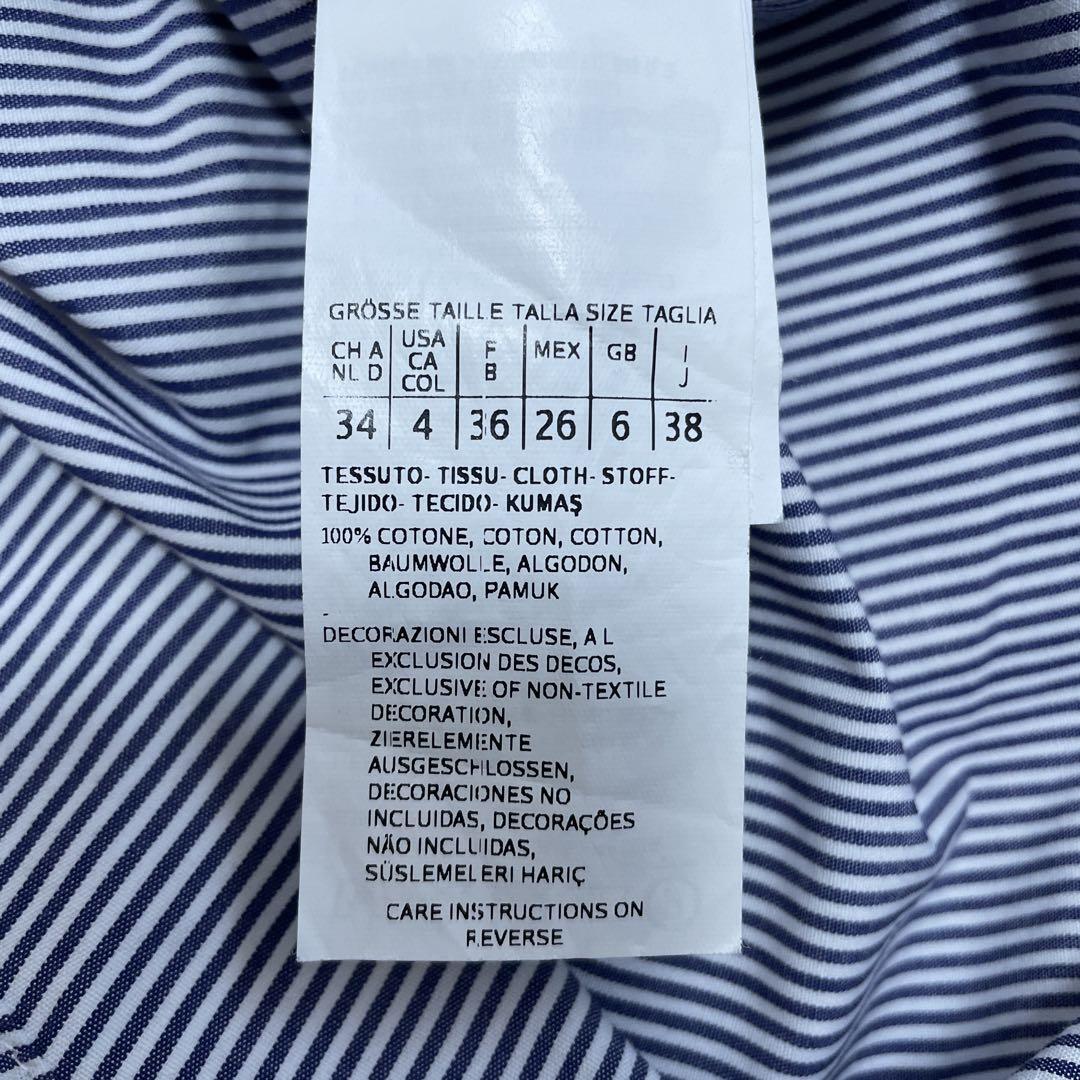 GRÖSSE TAILLE TALLA SIZE TAGLIA
CH A NL D | USA CA COL | F B | MEX | GB | I J
34 | 4 | 36 | 26 | 6 | 38
TESSUTO- TISSU- CLOTH- STOFF-
TEJIDO- TECIDO- KUMAŞ
100% COTONE, COTON, COTTON,
BAUMWOLLE, ALGODON,
ALGODAO, PAMUK
-
DECORAZIONI ESCLUSE, A L
EXCLUSION DES DECOS,
EXCLUSIVE OF NON-TEXTILE
DECORATION,
ZIERELEMENTE
AUSGESCHLOSSEN,
DECORACIONES NO
INCLUIDAS, DECORAÇÕES
NÃO INCLUIDAS,
SÜSLEMELERI HARIÇ
CARE INSTRUCTIONS ON
REVERSE